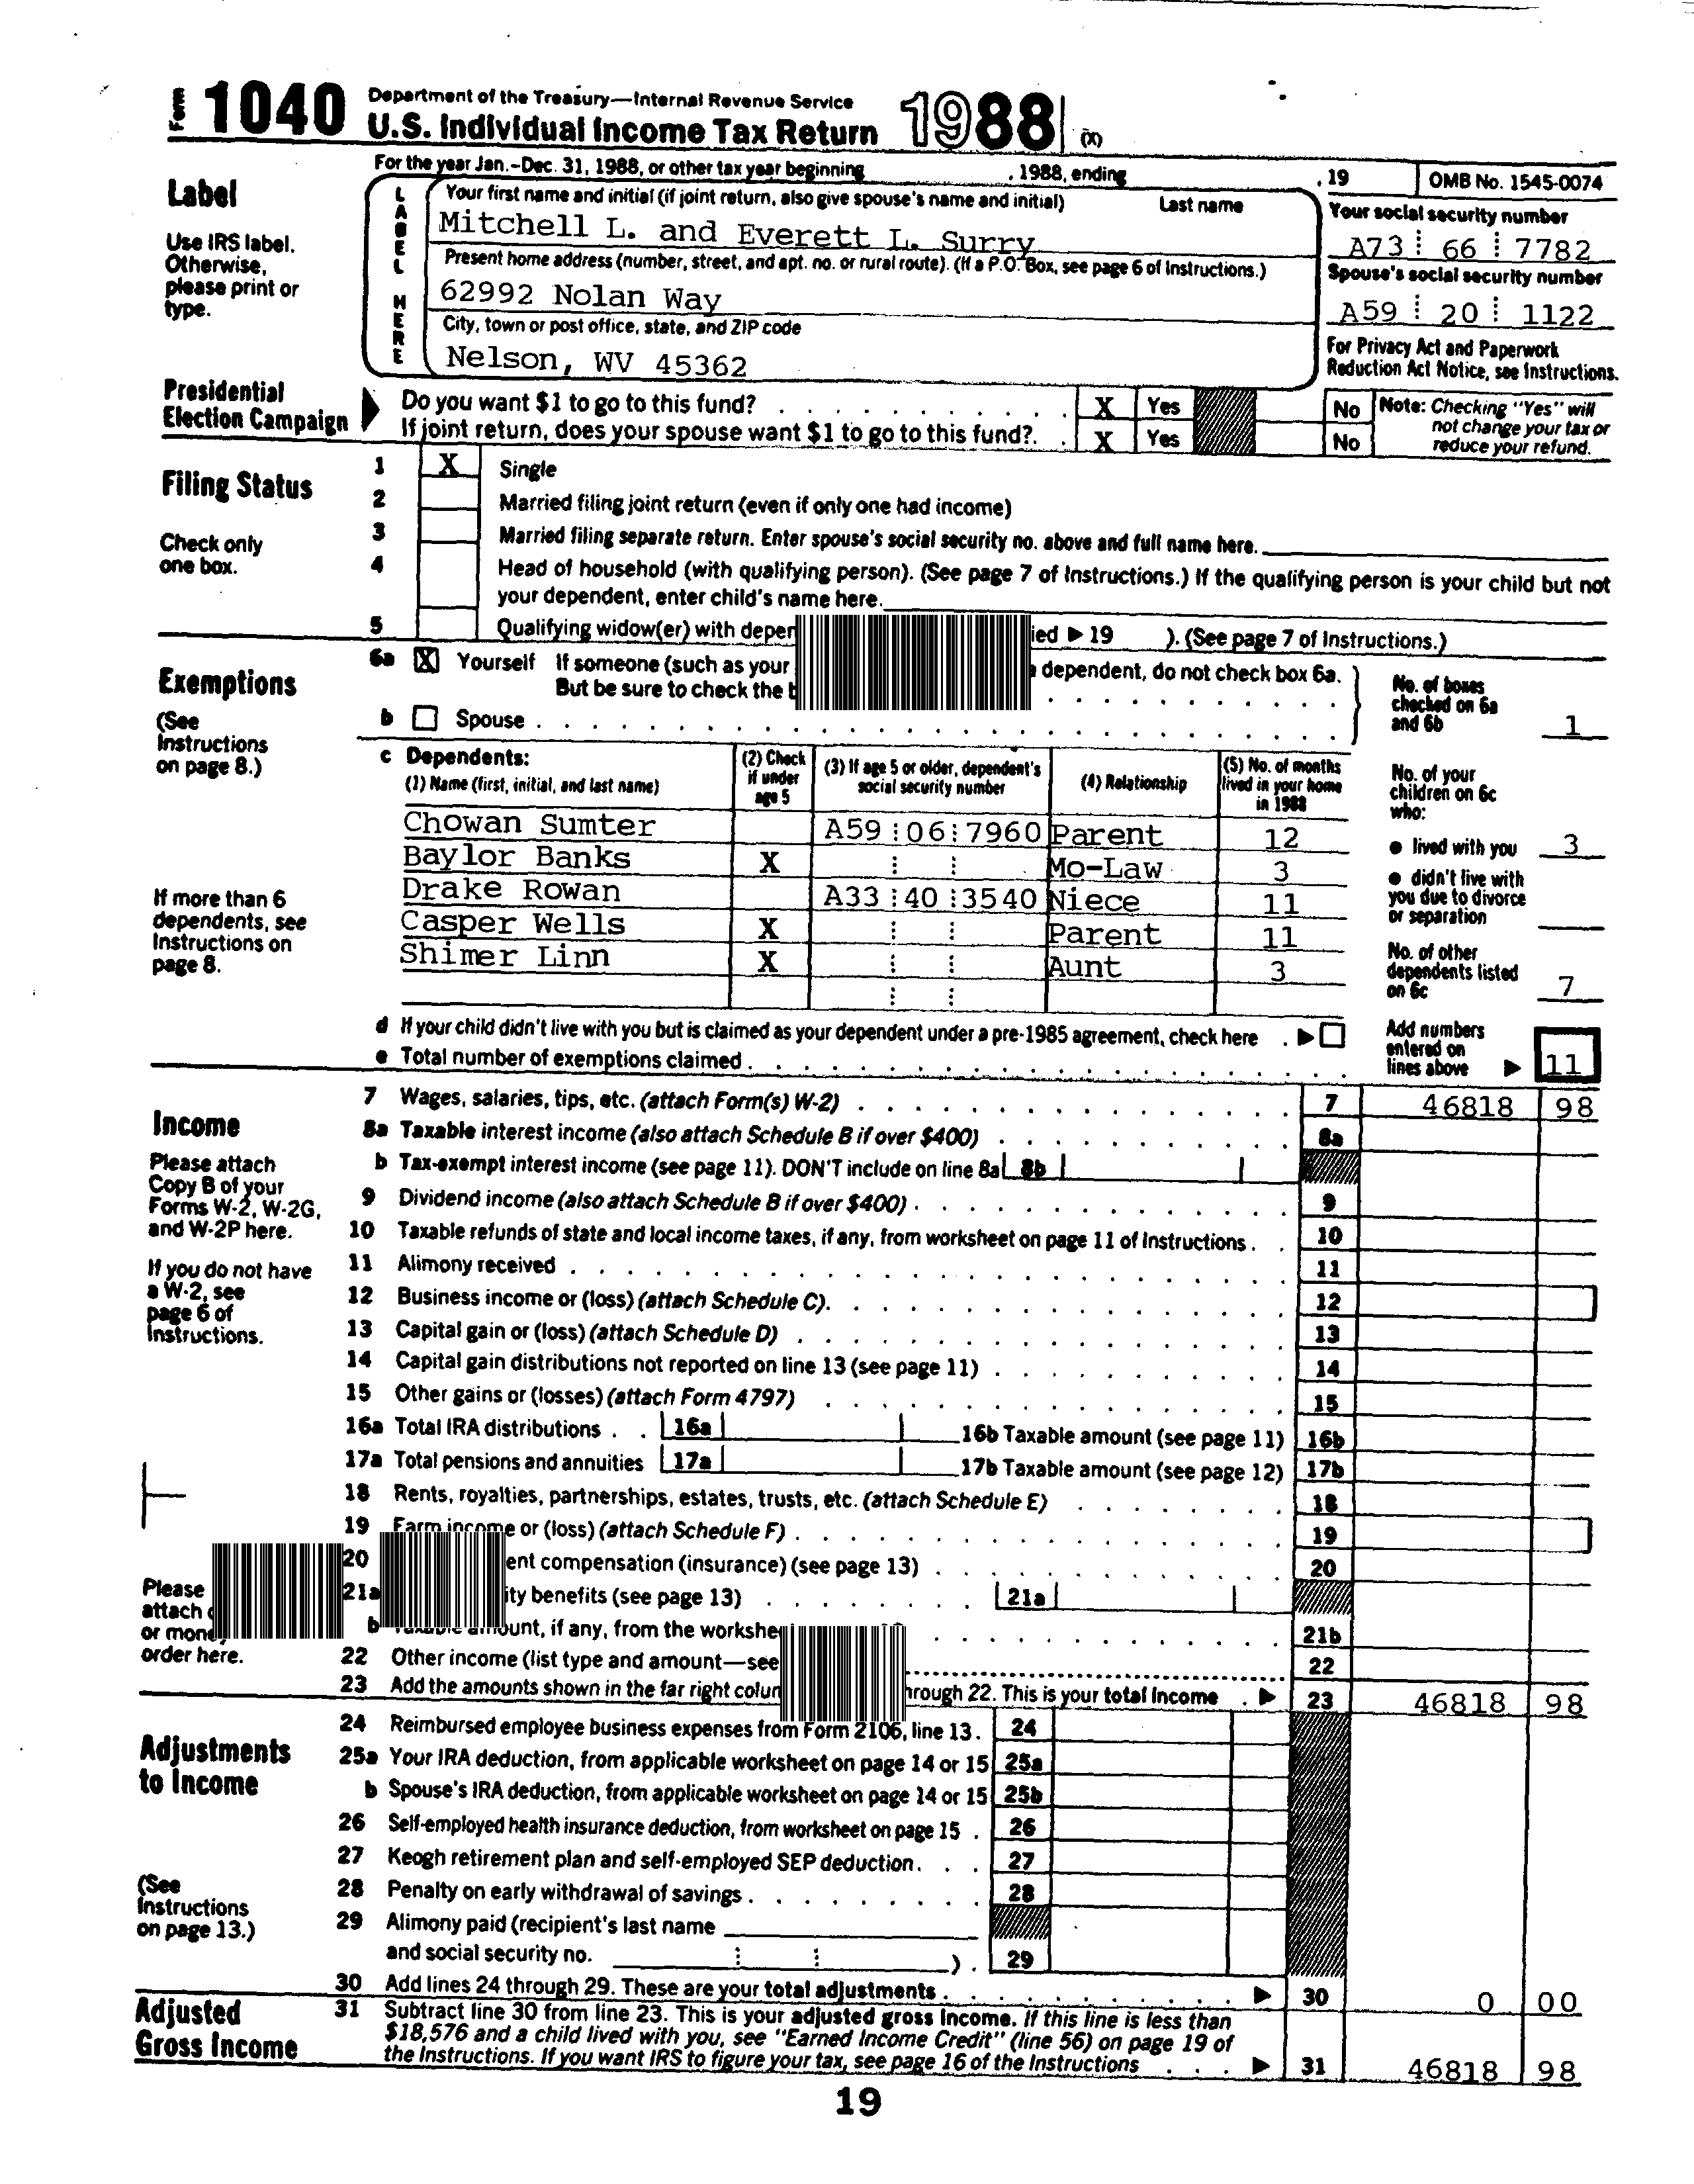 Form 1040 Department of the Treasury—Internal Revenue Service
U.S. Individual Income Tax Return 1988 (X)
For the year Jan.-Dec. 31, 1988, or other tax year beginning , 1988, ending , 19 OMB No. 1545-0074
Label
Use IRS label.
Otherwise,
please print or
type.
LABEL HERE
Your first name and initial (if joint return, also give spouse's name and initial) Last name
Mitchell L. and Everett L. Surry
Your social security number
A73 66 7782
Present home address (number, street, and apt. no. or rural route). (If a P.O. Box, see page 6 of Instructions.)
62992 Nolan Way
Spouse's social security number
A59 20 1122
City, town or post office, state, and ZIP code
Nelson, WV 45362
For Privacy Act and Paperwork
Reduction Act Notice, see Instructions.
Presidential
Election Campaign
Do you want $1 to go to this fund? X Yes No
If joint return, does your spouse want $1 to go to this fund? X Yes No
Note: Checking "Yes" will
not change your tax or
reduce your refund.
Filing Status
Check only
one box.
1 X Single
2 Married filing joint return (even if only one had income)
3 Married filing separate return. Enter spouse's social security no. above and full name here.
4 Head of household (with qualifying person). (See page 7 of Instructions.) If the qualifying person is your child but not
your dependent, enter child's name here.
5 Qualifying widow(er) with deper ied ▶ 19 ). (See page 7 of Instructions.)
Exemptions
(See
Instructions
on page 8.)
6a X Yourself If someone (such as your dependent, do not check box 6a.
But be sure to check the b
b Spouse
No. of boxes
checked on 6a
and 6b 1
c Dependents:
(1) Name (first, initial, and last name)
(2) Check
if under
age 5
(3) If age 5 or older, dependent's
social security number
(4) Relationship
(5) No. of months
lived in your home
in 1988
Chowan Sumter A59 06 7960 Parent 12
Baylor Banks X Mo-Law 3
Drake Rowan A33 40 3540 Niece 11
Casper Wells X Parent 11
Shimer Linn X Aunt 3
If more than 6
dependents, see
Instructions on
page 8.
No. of your
children on 6c
who:
● lived with you 3
● didn't live with
you due to divorce
or separation
No. of other
dependents listed
on 6c 7
d If your child didn't live with you but is claimed as your dependent under a pre-1985 agreement, check here ▶
e Total number of exemptions claimed
Add numbers
entered on
lines above ▶ 11
Income
Please attach
Copy B of your
Forms W-2, W-2G,
and W-2P here.
If you do not have
a W-2, see
page 6 of
Instructions.
7 Wages, salaries, tips, etc. (attach Form(s) W-2) 7 46818 98
8a Taxable interest income (also attach Schedule B if over $400) 8a
b Tax-exempt interest income (see page 11). DON'T include on line 8a 8b
9 Dividend income (also attach Schedule B if over $400) 9
10 Taxable refunds of state and local income taxes, if any, from worksheet on page 11 of Instructions 10
11 Alimony received 11
12 Business income or (loss) (attach Schedule C) 12
13 Capital gain or (loss) (attach Schedule D) 13
14 Capital gain distributions not reported on line 13 (see page 11) 14
15 Other gains or (losses) (attach Form 4797) 15
16a Total IRA distributions 16a 16b Taxable amount (see page 11) 16b
17a Total pensions and annuities 17a 17b Taxable amount (see page 12) 17b
18 Rents, royalties, partnerships, estates, trusts, etc. (attach Schedule E) 18
19 Farm income or (loss) (attach Schedule F) 19
20 ent compensation (insurance) (see page 13) 20
21a ty benefits (see page 13) 21a
b ount, if any, from the workshe 21b
22 Other income (list type and amount—see 22
23 Add the amounts shown in the far right colum hrough 22. This is your total income ▶ 23 46818 98
Please
attach
or mone
order here.
Adjustments
to Income
(See
Instructions
on page 13.)
24 Reimbursed employee business expenses from Form 2106, line 13 24
25a Your IRA deduction, from applicable worksheet on page 14 or 15 25a
b Spouse's IRA deduction, from applicable worksheet on page 14 or 15 25b
26 Self-employed health insurance deduction, from worksheet on page 15 26
27 Keogh retirement plan and self-employed SEP deduction 27
28 Penalty on early withdrawal of savings 28
29 Alimony paid (recipient's last name
and social security no. ) 29
30 Add lines 24 through 29. These are your total adjustments ▶ 30 0 00
Adjusted
Gross Income
31 Subtract line 30 from line 23. This is your adjusted gross income. If this line is less than
$18,576 and a child lived with you, see "Earned Income Credit" (line 56) on page 19 of
the Instructions. If you want IRS to figure your tax, see page 16 of the Instructions ▶ 31 46818 98
19